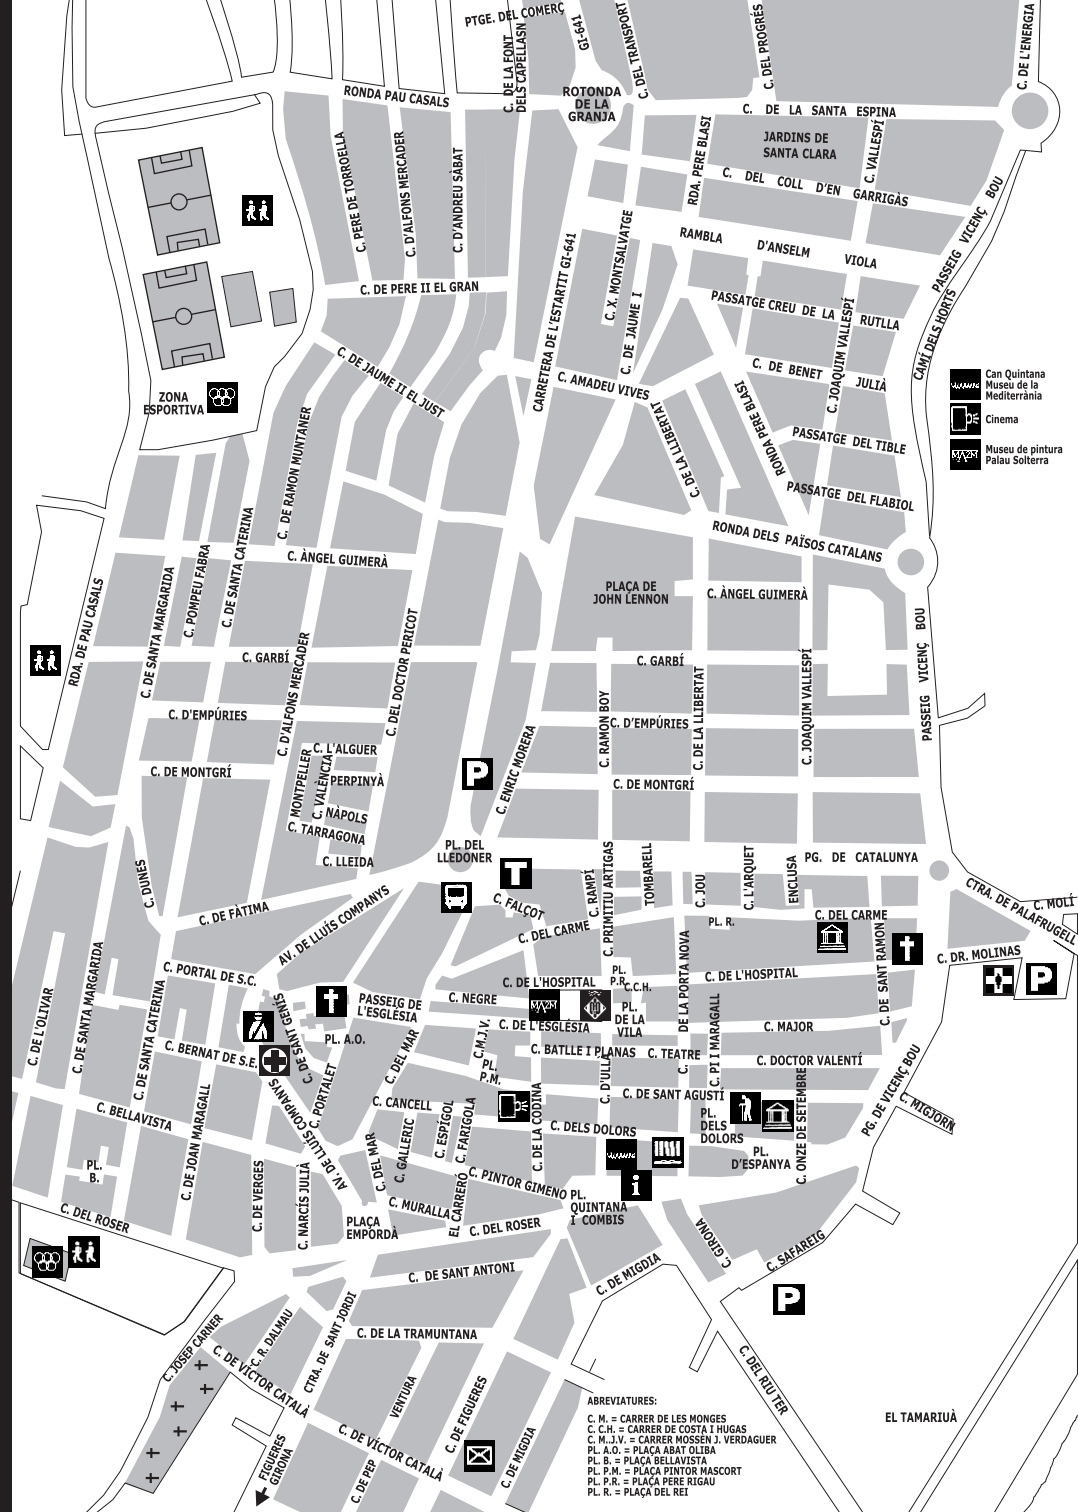 PTGE. DEL COMERÇ
C. DE LA FONT
DELS CAPELLASN
GI-641
C. DEL TRANSPORT
C. DEL PROGRÉS
C. DE L'ENERGIA
RONDA PAU CASALS
ROTONDA
DE LA
GRANJA
C. DE LA SANTA ESPINA
JARDINS DE
SANTA CLARA
C. VALLESPÍ
RDA. PERE BLASI
C. DEL COLL D'EN GARRIGÀS
C. PERE DE TORROELLA
C. D'ALFONS MERCADER
C. D'ANDREU SÀBAT
PASSEIG VICENÇ BOU
RAMBLA D'ANSELM VIOLA
C. X. MONTSALVATGE
CARRETERA DE L'ESTARTIT GI-641
C. DE PERE II EL GRAN
C. DE JAUME I
PASSATGE CREU DE LA RUTLLA
CAMÍ DELS HORTS
C. DE JAUME II EL JUST
C. AMADEU VIVES
C. DE BENET JULIÀ
C. JOAQUIM VALLESPÍ
ZONA
ESPORTIVA
Can Quintana
Museu de la
Mediterrània
Cinema
Museu de pintura
Palau Solterra
RONDA PERE BLASI
C. DE LA LLIBERTAT
PASSATGE DEL TIBLE
PASSATGE DEL FLABIOL
C. DE RAMON MUNTANER
C. DE SANTA CATERINA
RONDA DELS PAÏSOS CATALANS
C. ÀNGEL GUIMERÀ
C. POMPEU FABRA
C. DE SANTA MARGARIDA
RDA. DE PAU CASALS
PLAÇA DE
JOHN LENNON
C. ÀNGEL GUIMERÀ
C. DEL DOCTOR PERICOT
C. D'ALFONS MERCADER
C. GARBÍ
C. GARBÍ
PASSEIG VICENÇ BOU
C. JOAQUIM VALLESPÍ
C. DE LA LLIBERTAT
C. RAMON BOY
C. D'EMPÚRIES
C. D'EMPÚRIES
C. ENRIC MORERA
C. L'ALGUER
C. DE MONTGRÍ
C. DE MONTGRÍ
MONTPELLER
C. VALÈNCIA
PERPINYÀ
NÀPOLS
C. TARRAGONA
C. LLEIDA
P
PL. DEL
LLEDONER
T
PG. DE CATALUNYA
C. DUNES
C. DE FÀTIMA
AV. DE LLUÍS COMPANYS
C. FALÇOT
C. RAMPÍ
C. PRIMITIU ARTIGAS
TOMBARELL
C. JOU
C. L'ARQUET
ENCLUSA
CTRA. DE PALAFRUGELL
C. MOLÍ
C. DEL CARME
PL. R.
C. DEL CARME
C. DE SANT RAMON
C. DR. MOLINAS
P
C. PORTAL DE S.C.
C. DE L'HOSPITAL
PL.
P.R.
C.C.H.
C. DE L'HOSPITAL
C. DE LA PORTA NOVA
C. DE L'OLIVAR
C. DE SANTA MARGARIDA
C. DE SANTA CATERINA
C. DE SANT GENÍS
PASSEIG DE
L'ESGLÉSIA
C. NEGRE
MAZM
PL.
DE LA
VILA
C. DE L'ESGLÉSIA
C. MAJOR
PL. A.O.
C. DEL MAR
C.M.J.V.
PL.
P.M.
C. BATLLE I PLANAS
C. TEATRE
C. PI I MARAGALL
C. DOCTOR VALENTÍ
C. BERNAT DE S.E.
C. D'ULLÀ
C. DE SANT AGUSTÍ
PG. DE VICENÇ BOU
C. MIGJORN
C. BELLAVISTA
C. DE JOAN MARAGALL
C. PORTALET
C. CANCELL
C. GALLERIC
C. ESPÍGOL
C. FARIGOLA
C. DE LA CODINA
C. DELS DOLORS
PL.
DELS
DOLORS
C. ONZE DE SETEMBRE
PL.
D'ESPANYA
PL.
B.
AV. DE LLUÍS COMPANYS
C. DEL MAR
C. PINTOR GIMENO
i
PL.
QUINTANA
I COMBIS
C. DEL ROSER
C. DE VERGES
C. NARCÍS JULIÀ
C. MURALLA
EL CARRERÓ
PLAÇA
EMPORDÀ
C. DEL ROSER
C. GIRONA
C. SAFAREIG
C. DE SANT ANTONI
C. DE MIGDIA
P
C. JOSEP CARNER
C. R. DALMAU
CTRA. DE SANT JORDI
C. DE LA TRAMUNTANA
C. DE VÍCTOR CATALÀ
C. DEL RIU TER
VENTURA
C. DE FIGUERES
C. DE VÍCTOR CATALÀ
C. DE PEP
C. DE MIGDIA
FIGUERES
GIRONA
EL TAMARIUÀ
ABREVIATURES:
C. M. = CARRER DE LES MONGES
C. C.H. = CARRER DE COSTA I HUGAS
C. M..J.V. = CARRER MOSSEN J. VERDAGUER
PL. A.O. = PLAÇA ABAT OLIBA
PL. B. = PLAÇA BELLAVISTA
PL. P.M. = PLAÇA PINTOR MASCORT
PL. P.R. = PLAÇA PERE RIGAU
PL. R. = PLAÇA DEL REI